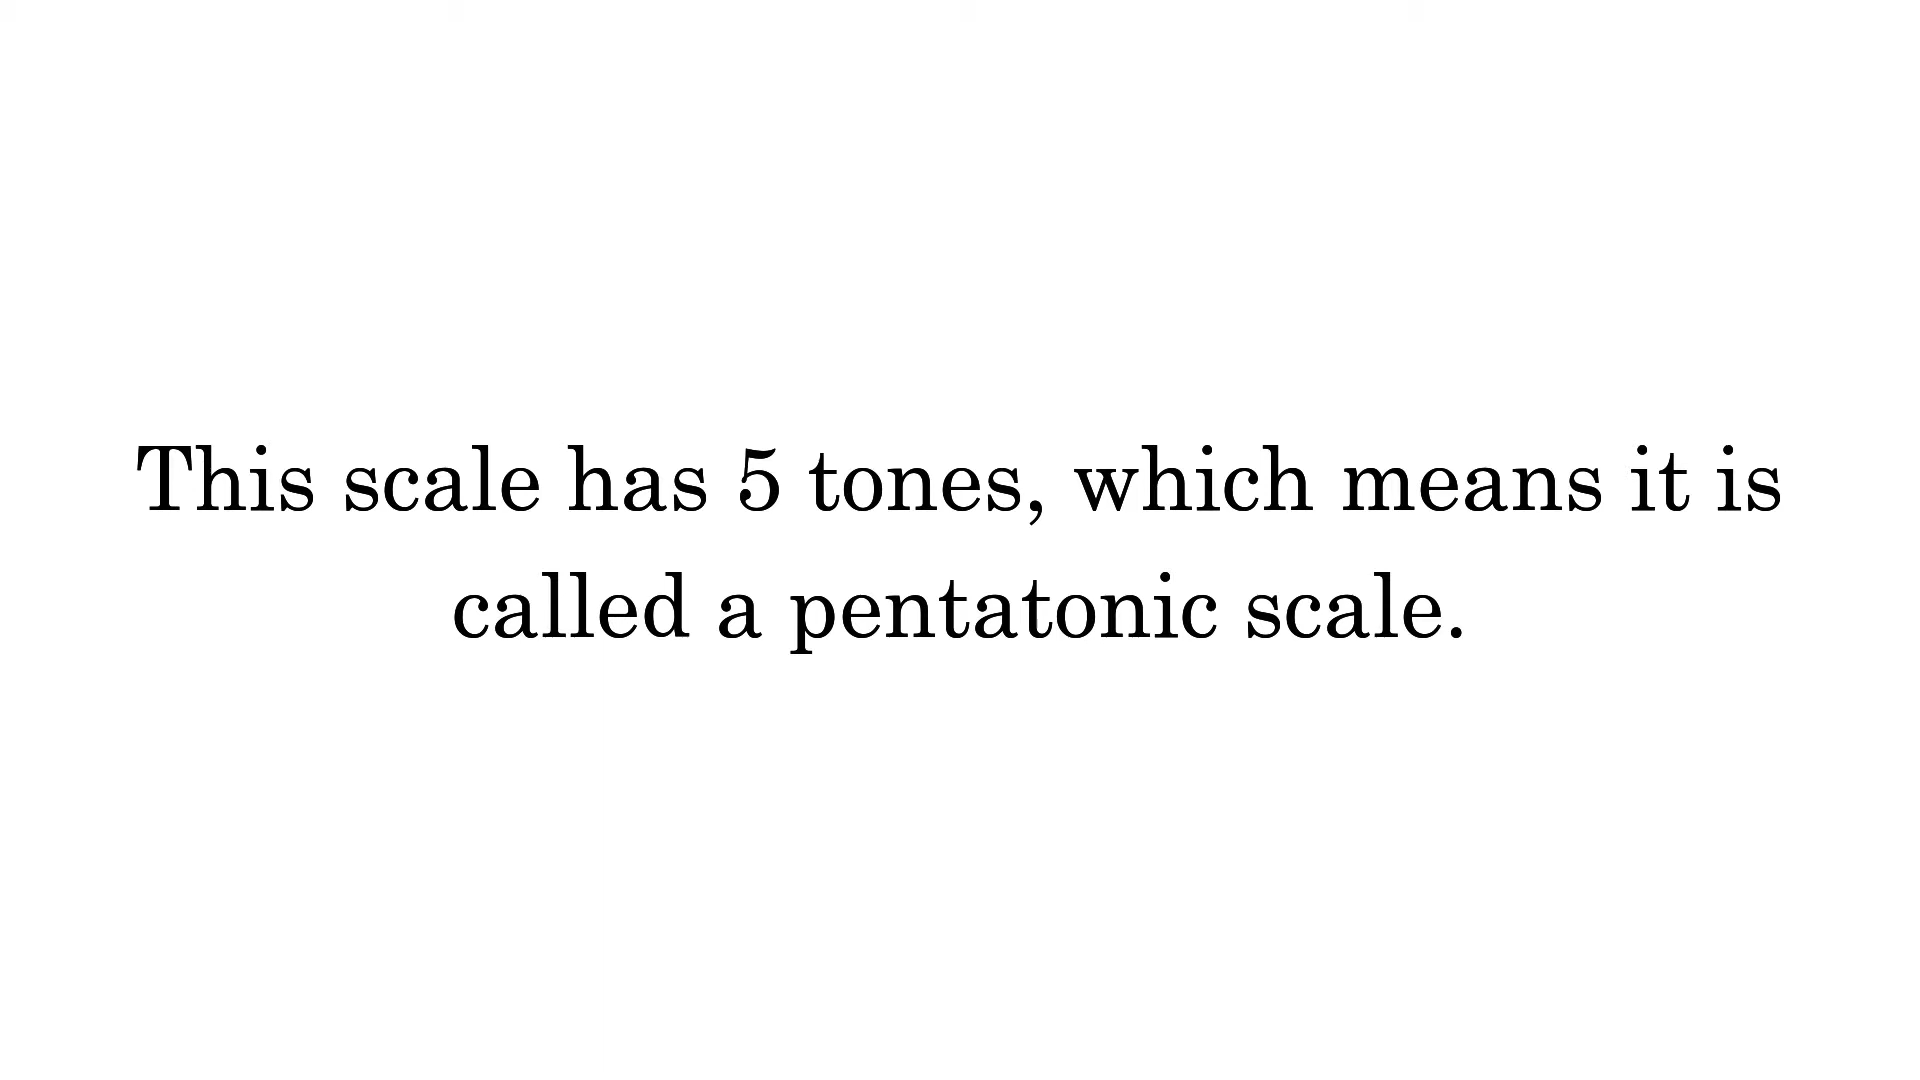 This scale has 5 tones, which means it is
called a pentatonic scale.